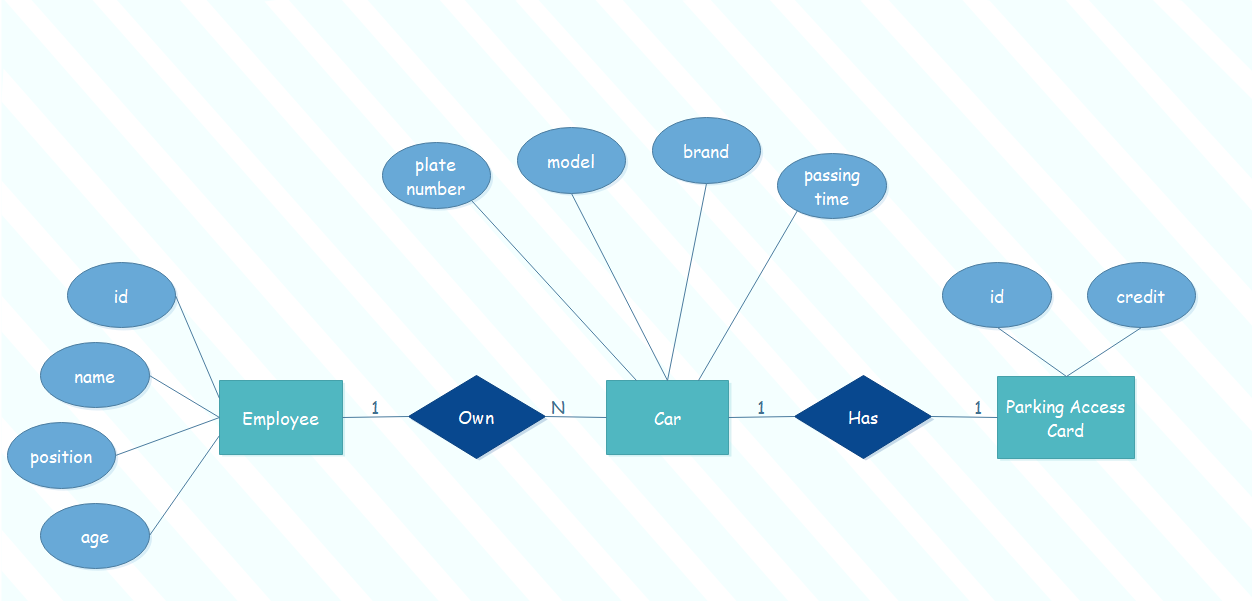 plate
number
model
brand
passing
time
id
name
position
age
Employee
1
Own
N
Car
1
Has
1
id
credit
Parking Access
Card